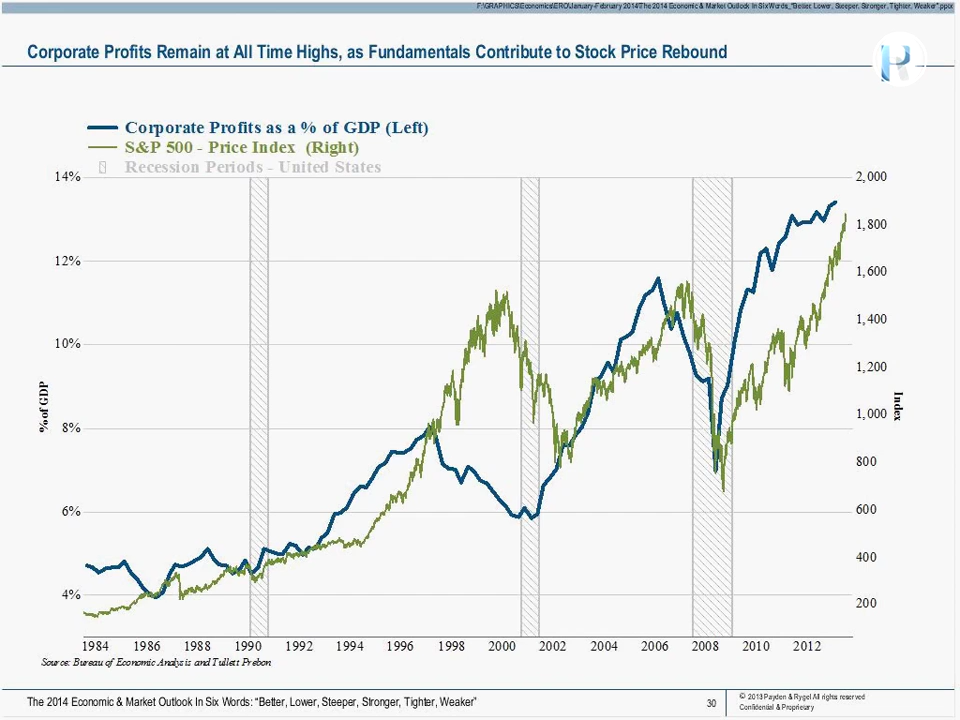 F:\GRAPHICS\Economics\ERO\January-February 2014\The 2014 Economic & Market Outlook In Six Words_"Better, Lower, Steeper, Stronger, Tighter, Weaker".pptx
Corporate Profits Remain at All Time Highs, as Fundamentals Contribute to Stock Price Rebound
Corporate Profits as a % of GDP (Left)
S&P 500 - Price Index (Right)
Recession Periods - United States
14%
12%
10%
8%
6%
4%
% of GDP
2,000
1,800
1,600
1,400
1,200
1,000
800
600
400
200
Index
1984 1986 1988 1990 1992 1994 1996 1998 2000 2002 2004 2006 2008 2010 2012
Source: Bureau of Economic Analysis and Tullett Prebon
The 2014 Economic & Market Outlook In Six Words: "Better, Lower, Steeper, Stronger, Tighter, Weaker"
30
© 2013 Payden & Rygel All rights reserved
Confidential & Proprietary